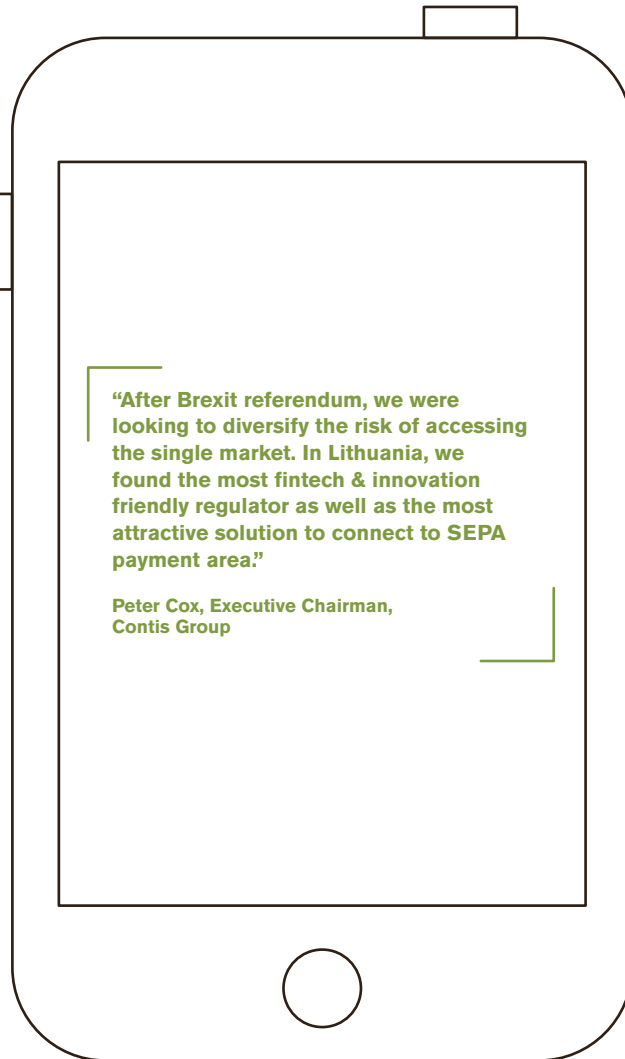 “After Brexit referendum, we were
looking to diversify the risk of accessing
the single market. In Lithuania, we
found the most fintech & innovation
friendly regulator as well as the most
attractive solution to connect to SEPA
payment area.”
Peter Cox, Executive Chairman,
Contis Group